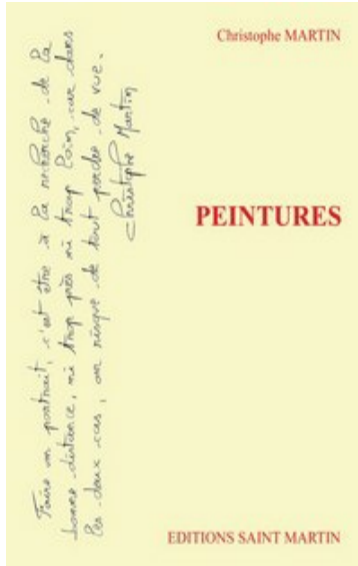 Christophe MARTIN
PEINTURES
Faire un portrait, c'est être à la recherche de la
bonne distance, ni trop près ni trop loin, car dans
les deux cas, on risque de tout perdre de vue.
Christophe Martin
EDITIONS SAINT MARTIN